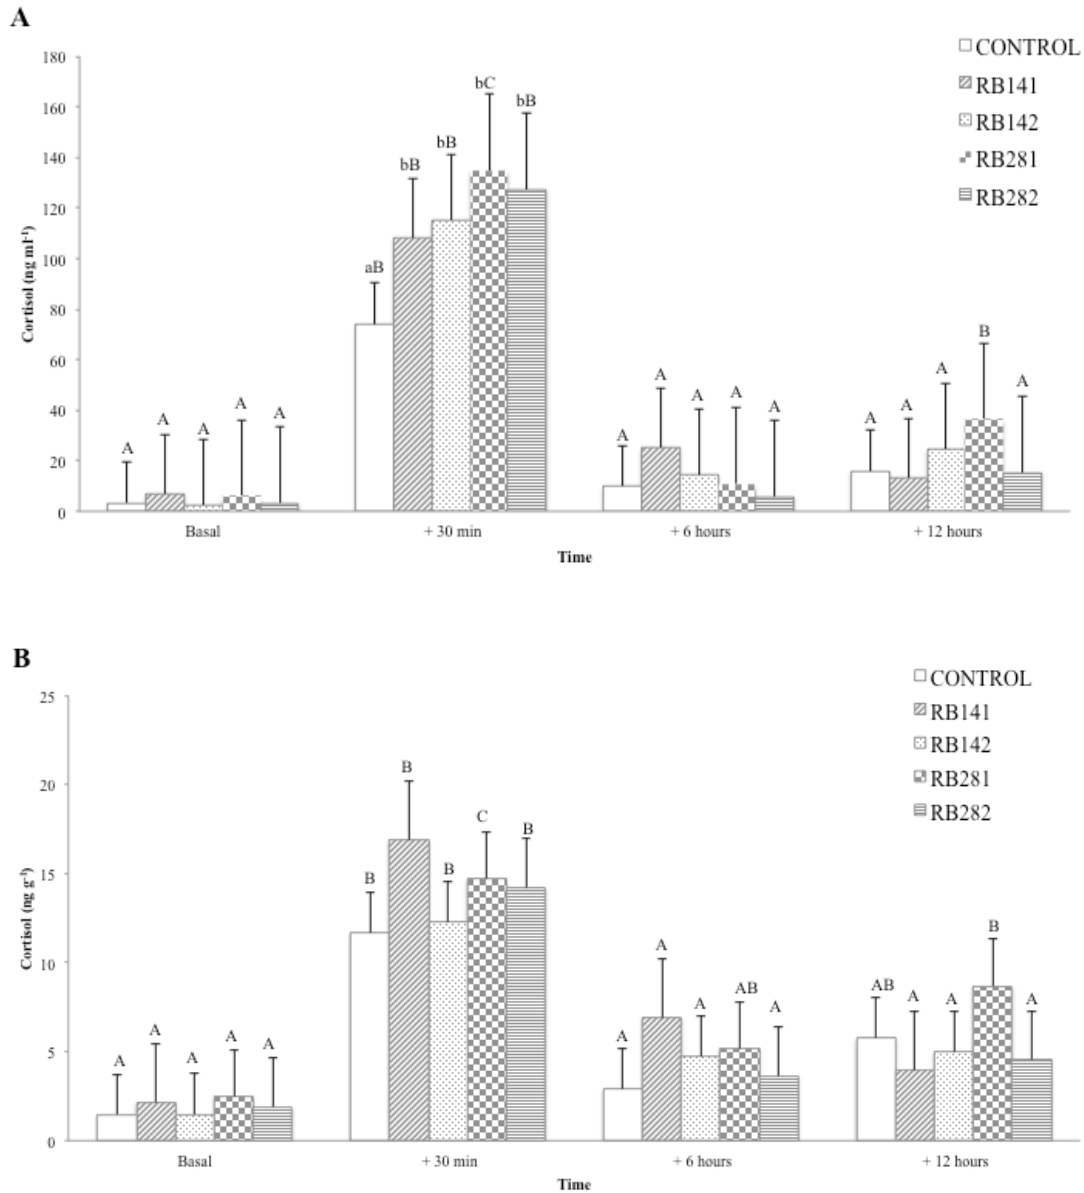 A
CONTROL
RB141
RB142
RB281
RB282
180
160
140
120
100
80
60
40
20
0
Cortisol (ng ml⁻¹)
A A A A A
aB bB bB bC bB
A A A A A
A A A B A
Basal + 30 min + 6 hours + 12 hours
Time
B
CONTROL
RB141
RB142
RB281
RB282
25
20
15
10
5
0
Cortisol (ng g⁻¹)
A A A A A
B B B C B
A A A AB A
AB A A B A
Basal + 30 min + 6 hours + 12 hours
Time